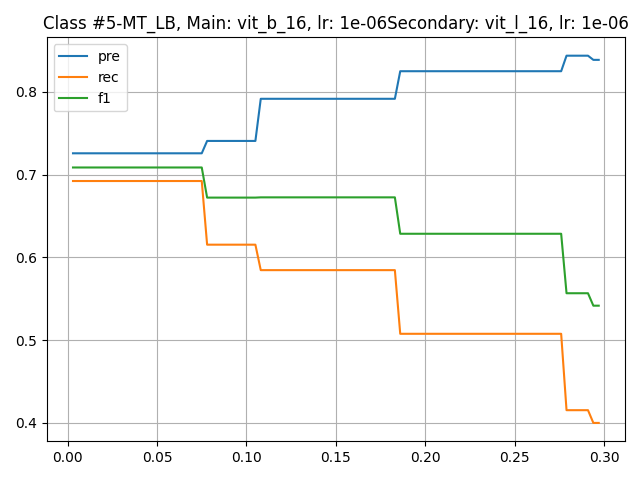 Class #5-MT_LB, Main: vit_b_16, lr: 1e-06Secondary: vit_l_16, lr: 1e-06
pre
rec
f1
0.8
0.7
0.6
0.5
0.4
0.00 0.05 0.10 0.15 0.20 0.25 0.30